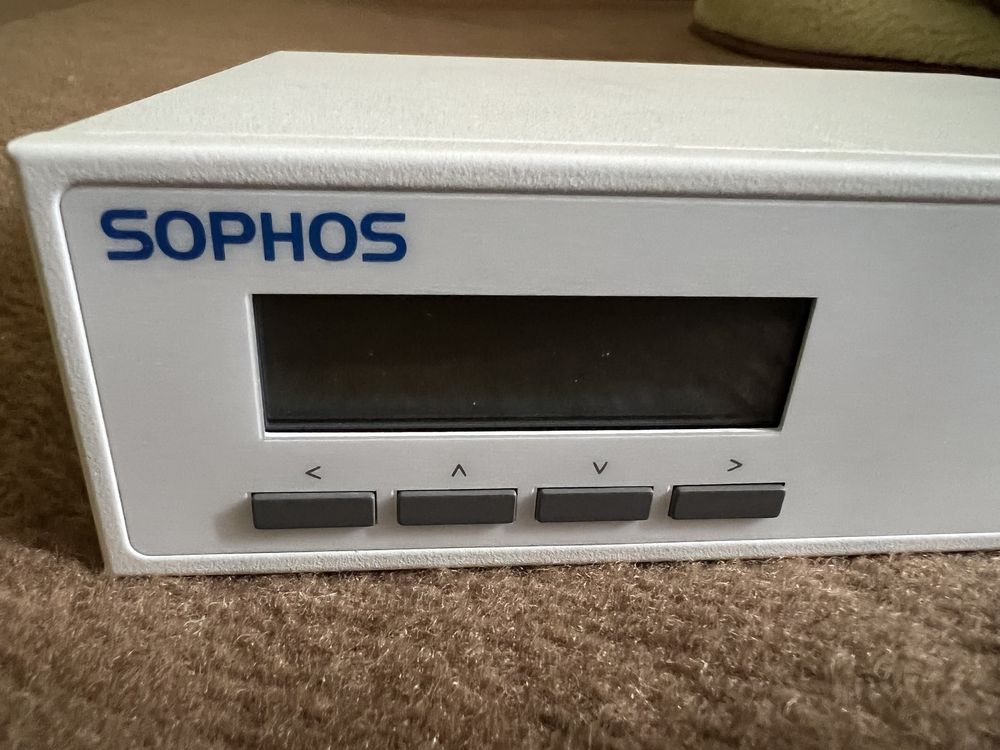 SOPHOS
< ∧ ∨ >